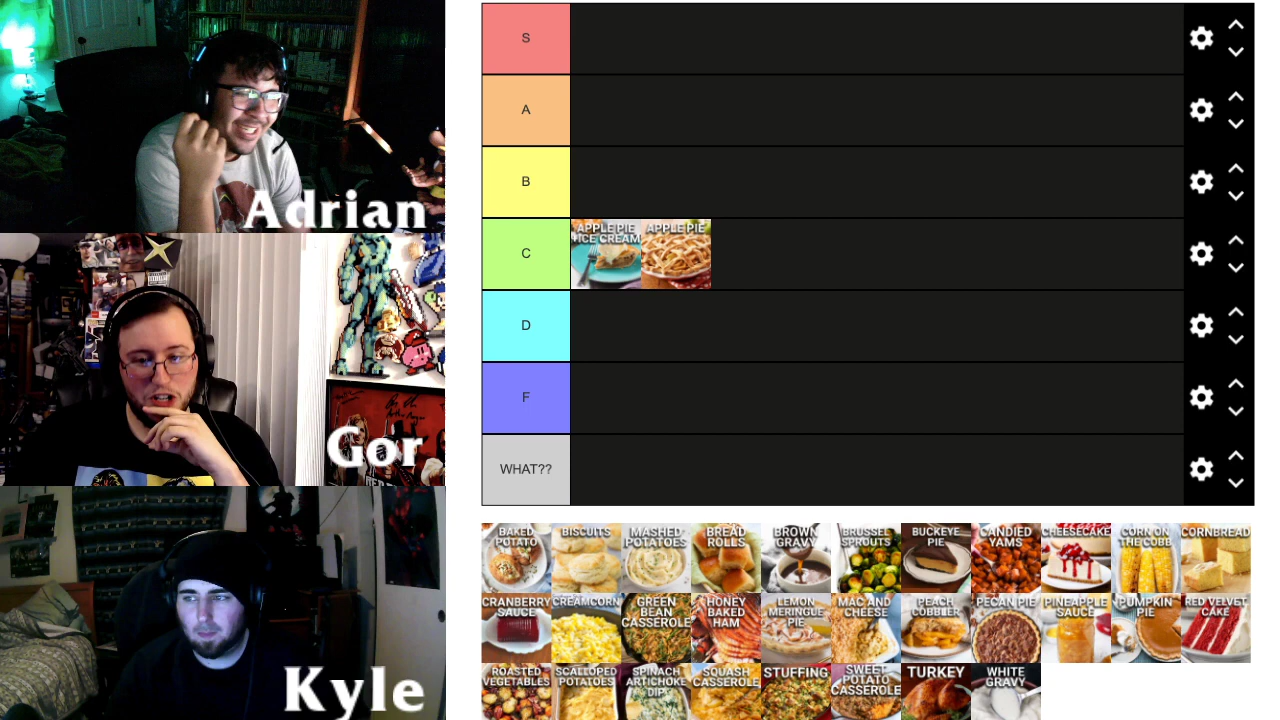 Adrian
Gor
Kyle
S
A
B
C
APPLE PIE
ICE CREAM
APPLE PIE
D
F
WHAT??
BAKED
POTATO
BISCUITS
MASHED
POTATOES
BREAD
ROLLS
BROWN
GRAVY
BRUSSEL
SPROUTS
BUCKEYE
PIE
CANDIED
YAMS
CHEESECAKE
CORN ON
THE COBB
CORNBREAD
CRANBERRY
SAUCE
CREAMCORN
GREEN
BEAN
CASSEROLE
HONEY
BAKED
HAM
LEMON
MERINGUE
PIE
MAC AND
CHEESE
PEACH
COBBLER
PECAN PIE
PINEAPPLE
SAUCE
PUMPKIN
PIE
RED VELVET
CAKE
ROASTED
VEGETABLES
SCALLOPED
POTATOES
SPINACH
ARTICHOKE
DIP
SQUASH
CASSEROLE
STUFFING
SWEET
POTATO
CASSEROLE
TURKEY
WHITE
GRAVY